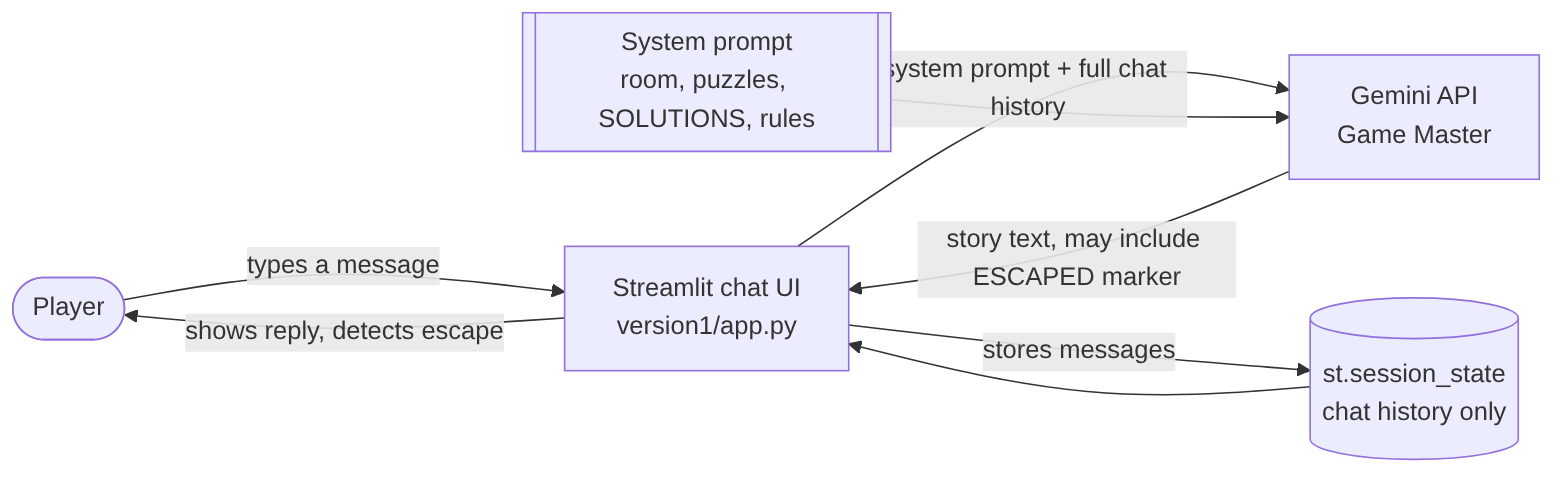 System prompt
room, puzzles,
SOLUTIONS, rules
system prompt + full chat
history
Gemini API
Game Master
types a message
story text, may include
ESCAPED marker
Player
Streamlit chat UI
version1/app.py
shows reply, detects escape
stores messages
st.session_state
chat history only